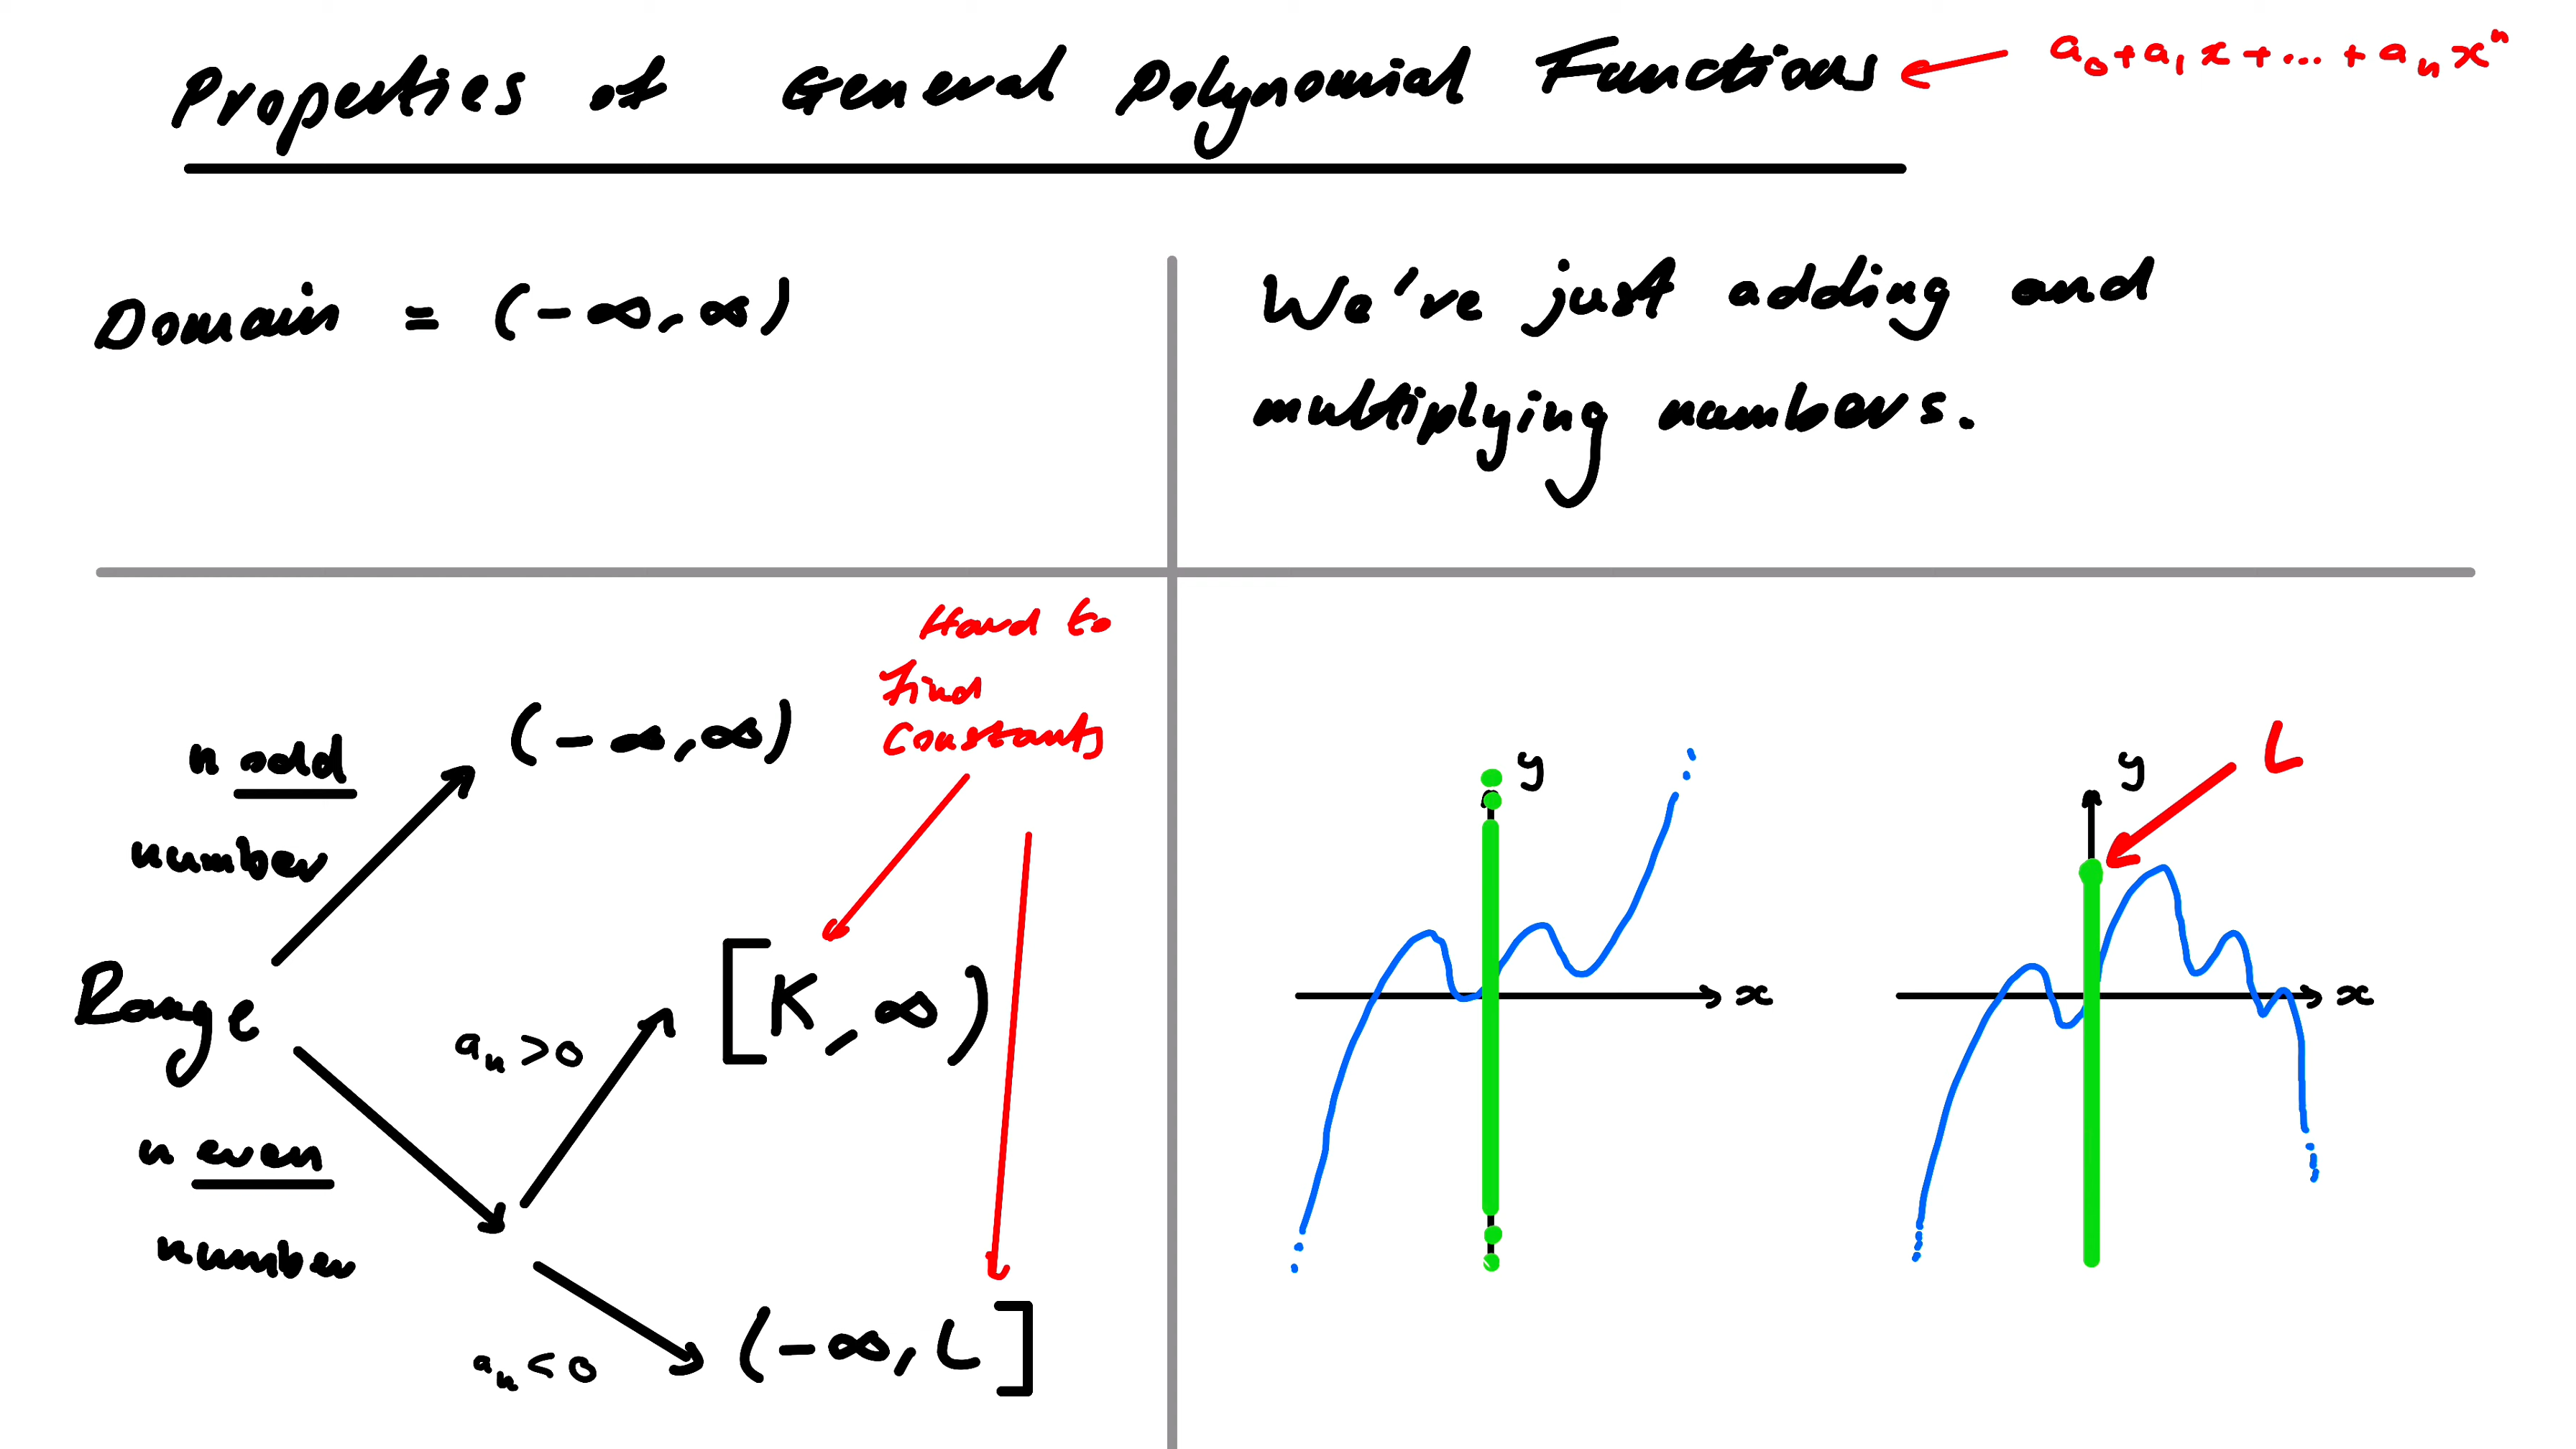 Properties of General Polynomial Functions
a₀ + a₁x + ... + aₙxⁿ
Domain = (-∞, ∞)
We've just adding and
multiplying numbers.
Hard to
find
constants
n odd
number
(-∞, ∞)
Range
aₙ > 0
[K, ∞)
n even
number
aₙ < 0
(-∞, L]
y
x
y
L
x